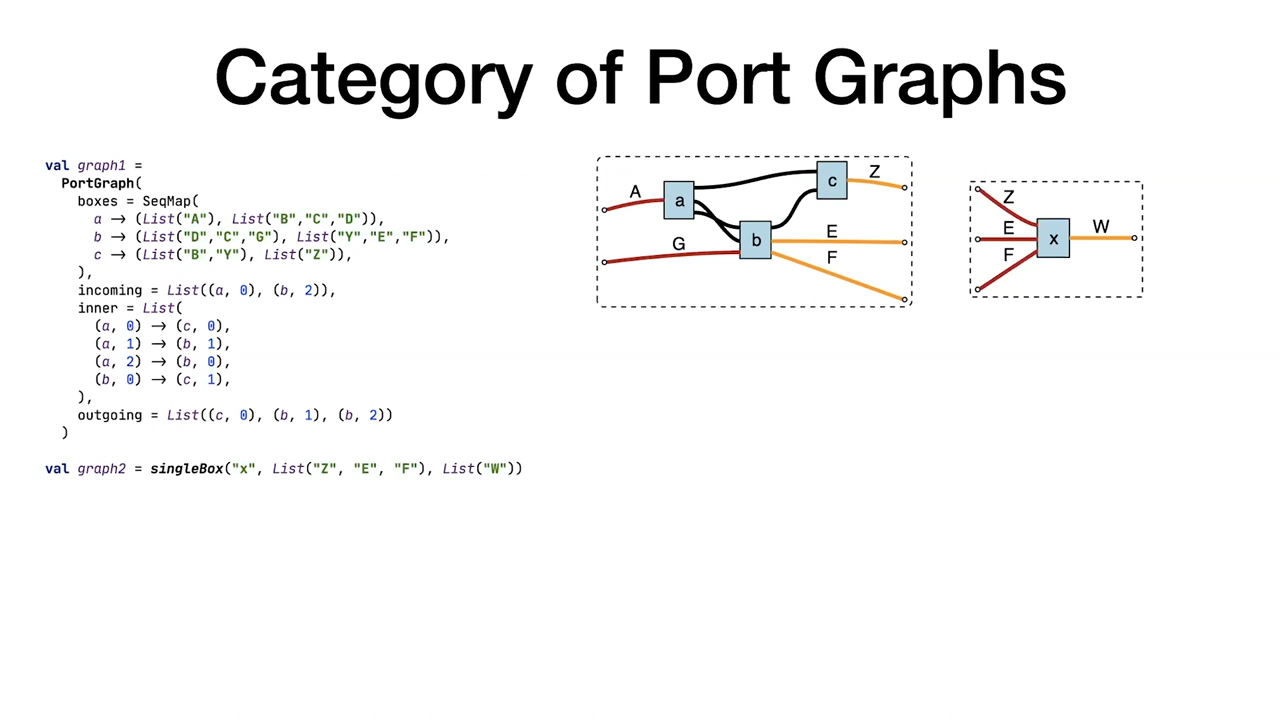 Category of Port Graphs
val graph1 =
PortGraph(
boxes = SeqMap(
a → (List("A"), List("B","C","D")),
b → (List("D","C","G"), List("Y","E","F")),
c → (List("B","Y"), List("Z")),
),
incoming = List((a, 0), (b, 2)),
inner = List(
(a, 0) → (c, 0),
(a, 1) → (b, 1),
(a, 2) → (b, 0),
(b, 0) → (c, 1),
),
outgoing = List((c, 0), (b, 1), (b, 2))
)
val graph2 = singleBox("x", List("Z", "E", "F"), List("W"))
A
a
G
b
c
Z
E
F
Z
E
F
x
W